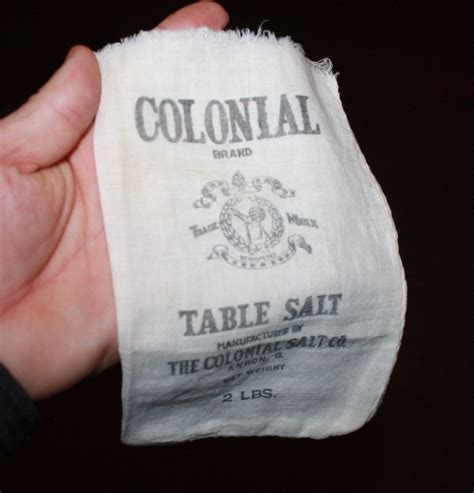 COLONIAL
BRAND
TRADE MARK
TABLE SALT
MANUFACTURED BY
THE COLONIAL SALT CO.
AKRON, O.
NET WEIGHT
2 LBS.